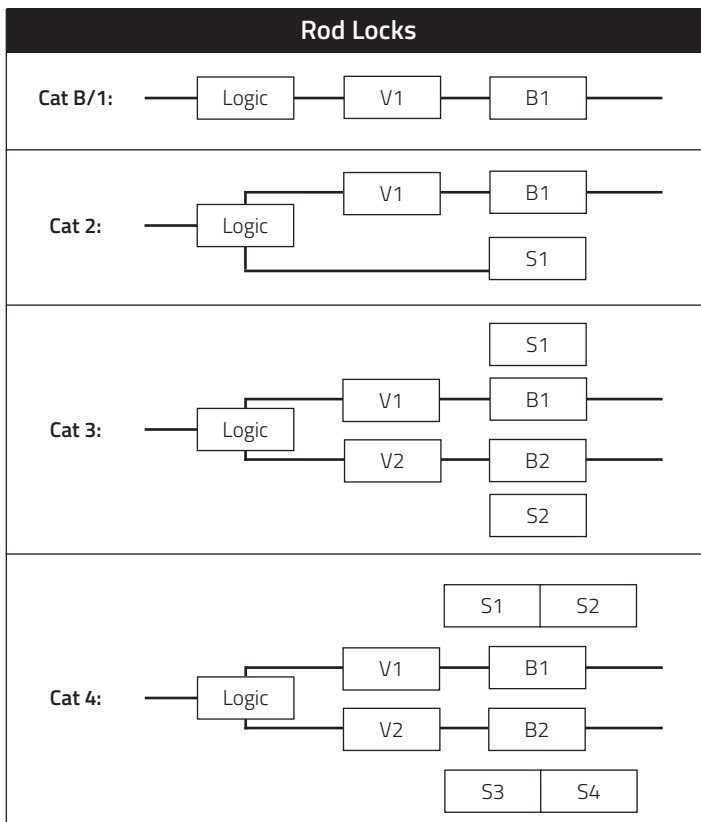 Rod Locks
Cat B/1:
Logic
V1
B1
Cat 2:
V1
B1
Logic
S1
Cat 3:
S1
V1
B1
Logic
V2
B2
S2
Cat 4:
S1
S2
V1
B1
Logic
V2
B2
S3
S4